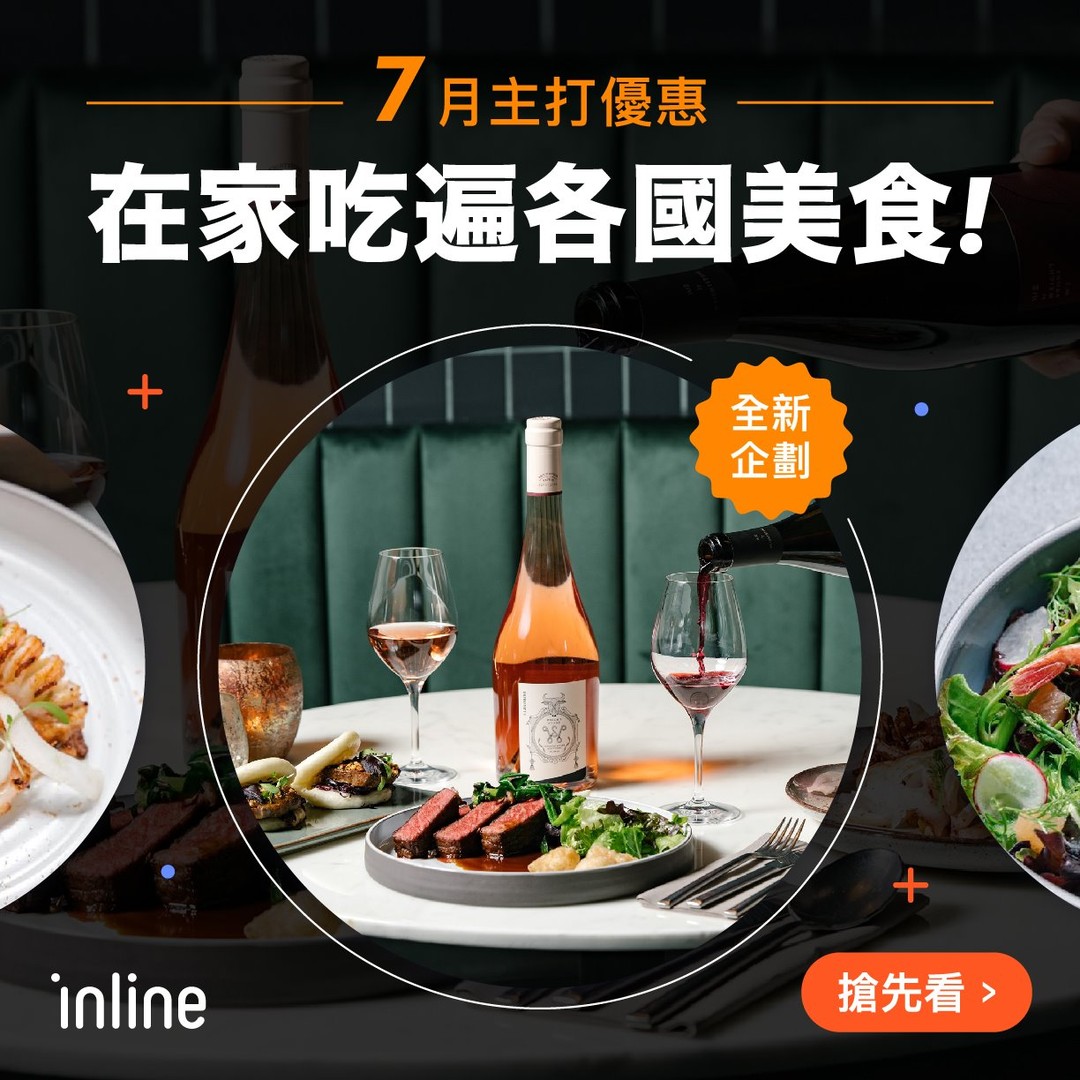 7月主打優惠
在家吃遍各國美食!
全新
企劃
inline
搶先看 >